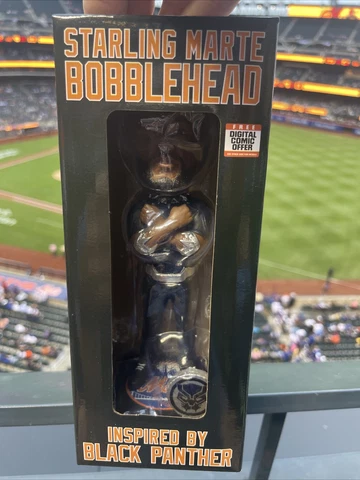 STARLING MARTE
BOBBLEHEAD
FREE
DIGITAL
COMIC
OFFER
INSPIRED BY
BLACK PANTHER